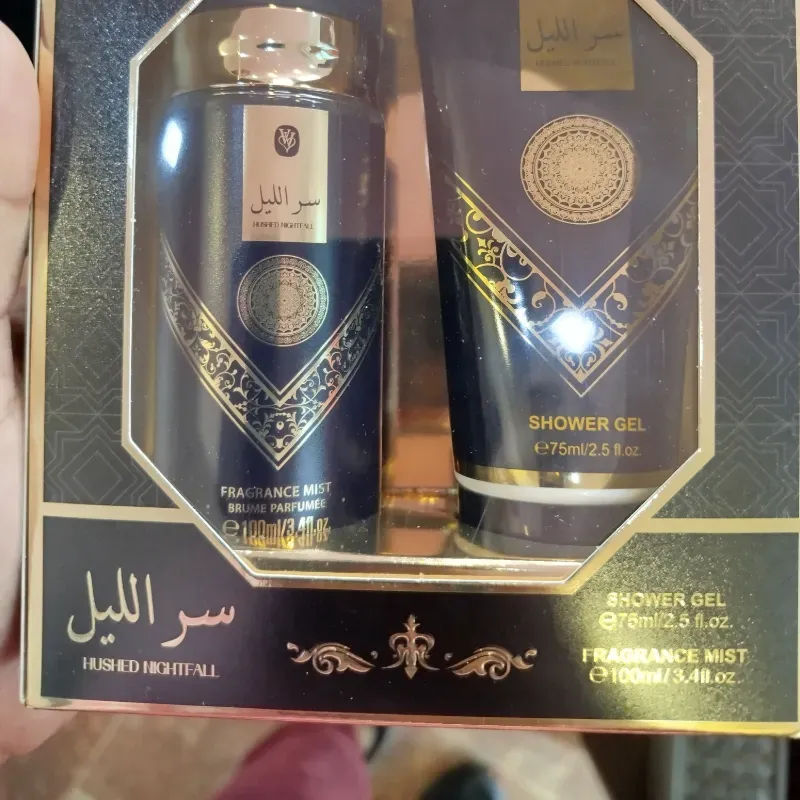 سر الليل
HUSHED NIGHTFALL
FRAGRANCE MIST
BRUME PARFUMÉE
℮100ml/3.4fl.oz.
سر الليل
HUSHED NIGHTFALL
SHOWER GEL
℮75ml/2.5 fl.oz.
سر الليل
HUSHED NIGHTFALL
SHOWER GEL
℮75ml/2.5 fl.oz.
FRAGRANCE MIST
℮100ml/3.4fl.oz.